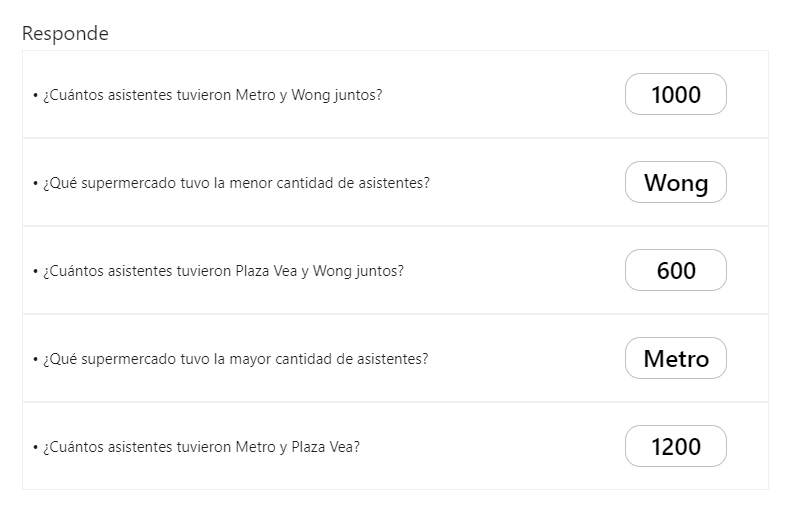 Responde
• ¿Cuántos asistentes tuvieron Metro y Wong juntos?
1000
• ¿Qué supermercado tuvo la menor cantidad de asistentes?
Wong
• ¿Cuántos asistentes tuvieron Plaza Vea y Wong juntos?
600
• ¿Qué supermercado tuvo la mayor cantidad de asistentes?
Metro
• ¿Cuántos asistentes tuvieron Metro y Plaza Vea?
1200